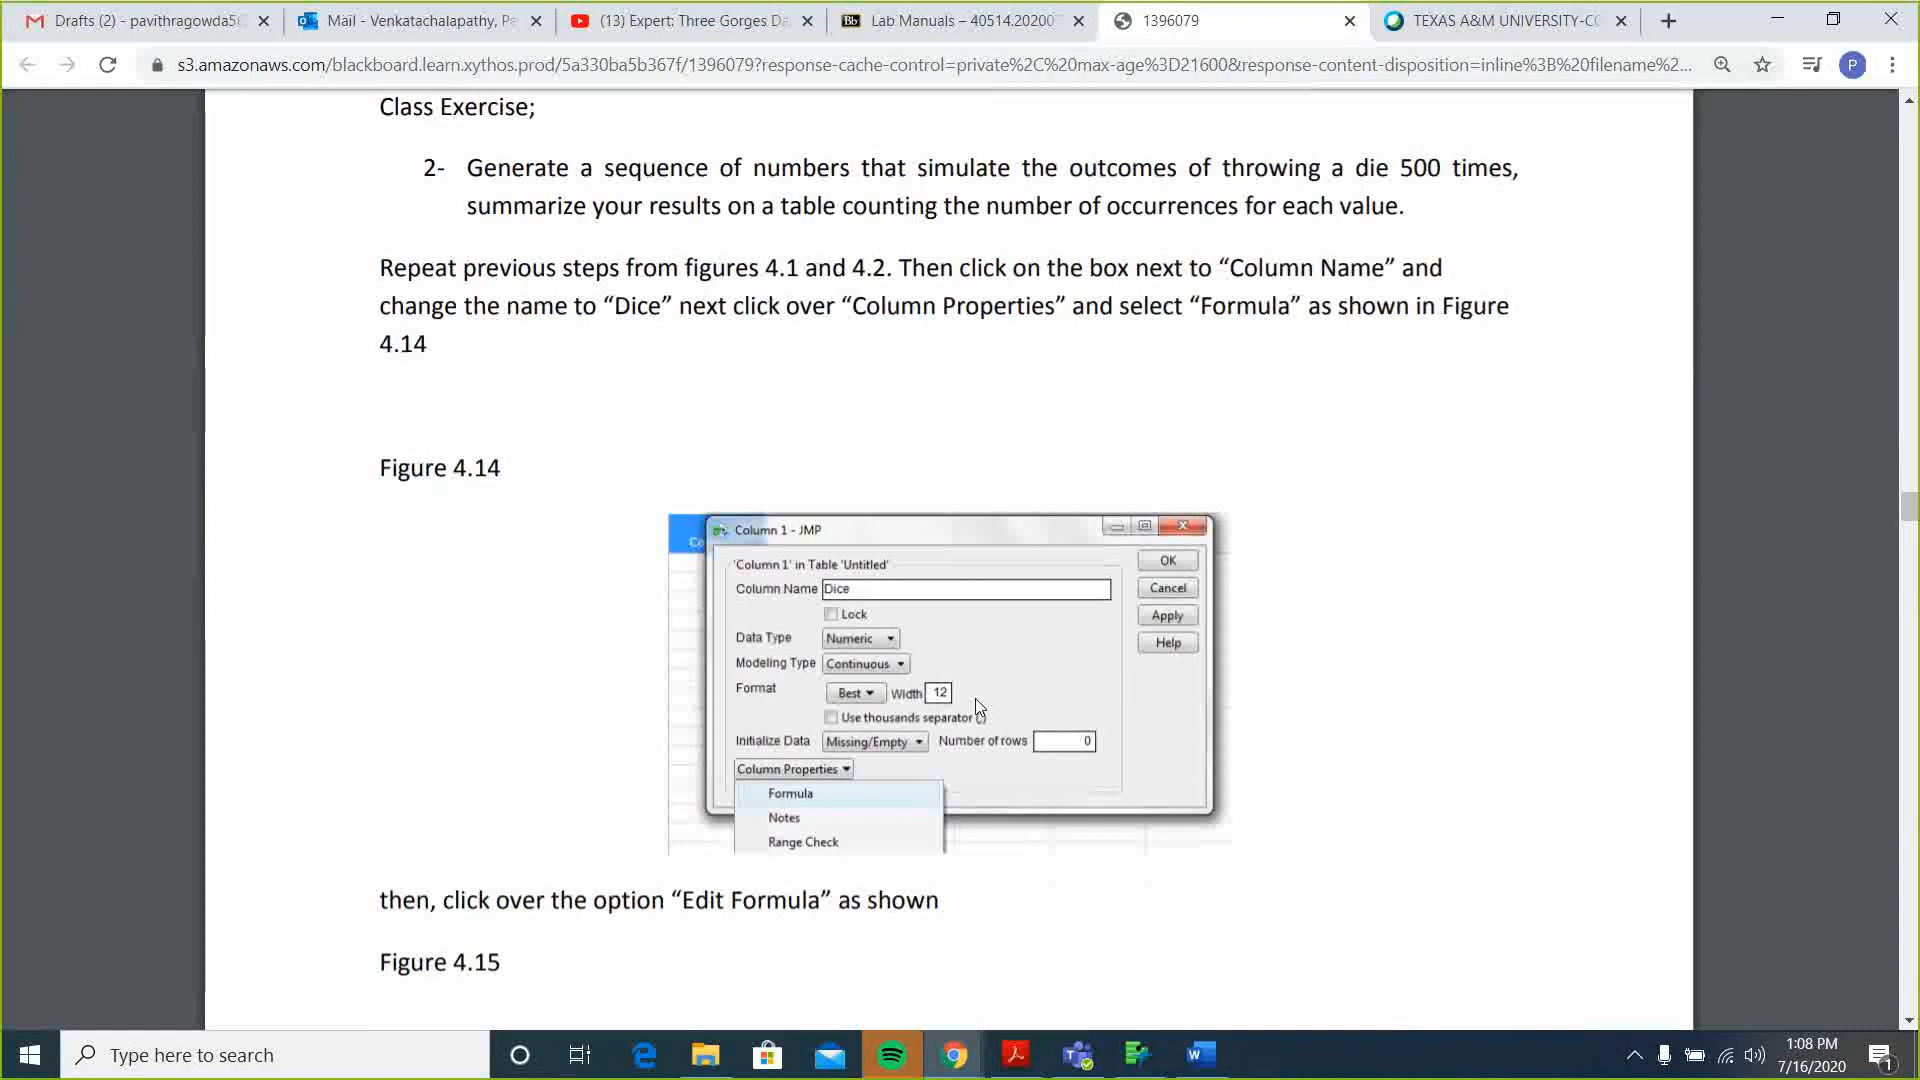 Drafts (2) - pavithragowda5
Mail - Venkatachalapathy, Pa
(13) Expert: Three Gorges Da
Bb Lab Manuals – 40514.20200
1396079
TEXAS A&M UNIVERSITY-CO
s3.amazonaws.com/blackboard.learn.xythos.prod/5a330ba5b367f/1396079?response-cache-control=private%2C%20max-age%3D21600&response-content-disposition=inline%3B%20filename%2...
P
Class Exercise;
2- Generate a sequence of numbers that simulate the outcomes of throwing a die 500 times,
summarize your results on a table counting the number of occurrences for each value.
Repeat previous steps from figures 4.1 and 4.2. Then click on the box next to “Column Name” and
change the name to “Dice” next click over “Column Properties” and select “Formula” as shown in Figure
4.14
Figure 4.14
Column 1 - JMP
Co
'Column 1' in Table 'Untitled'
OK
Column Name Dice
Cancel
Lock
Apply
Data Type Numeric
Help
Modeling Type Continuous
Format Best Width 12
Use thousands separator
Initialize Data Missing/Empty Number of rows 0
Column Properties
Formula
Notes
Range Check
then, click over the option “Edit Formula” as shown
Figure 4.15
Type here to search
1:08 PM
7/16/2020
1